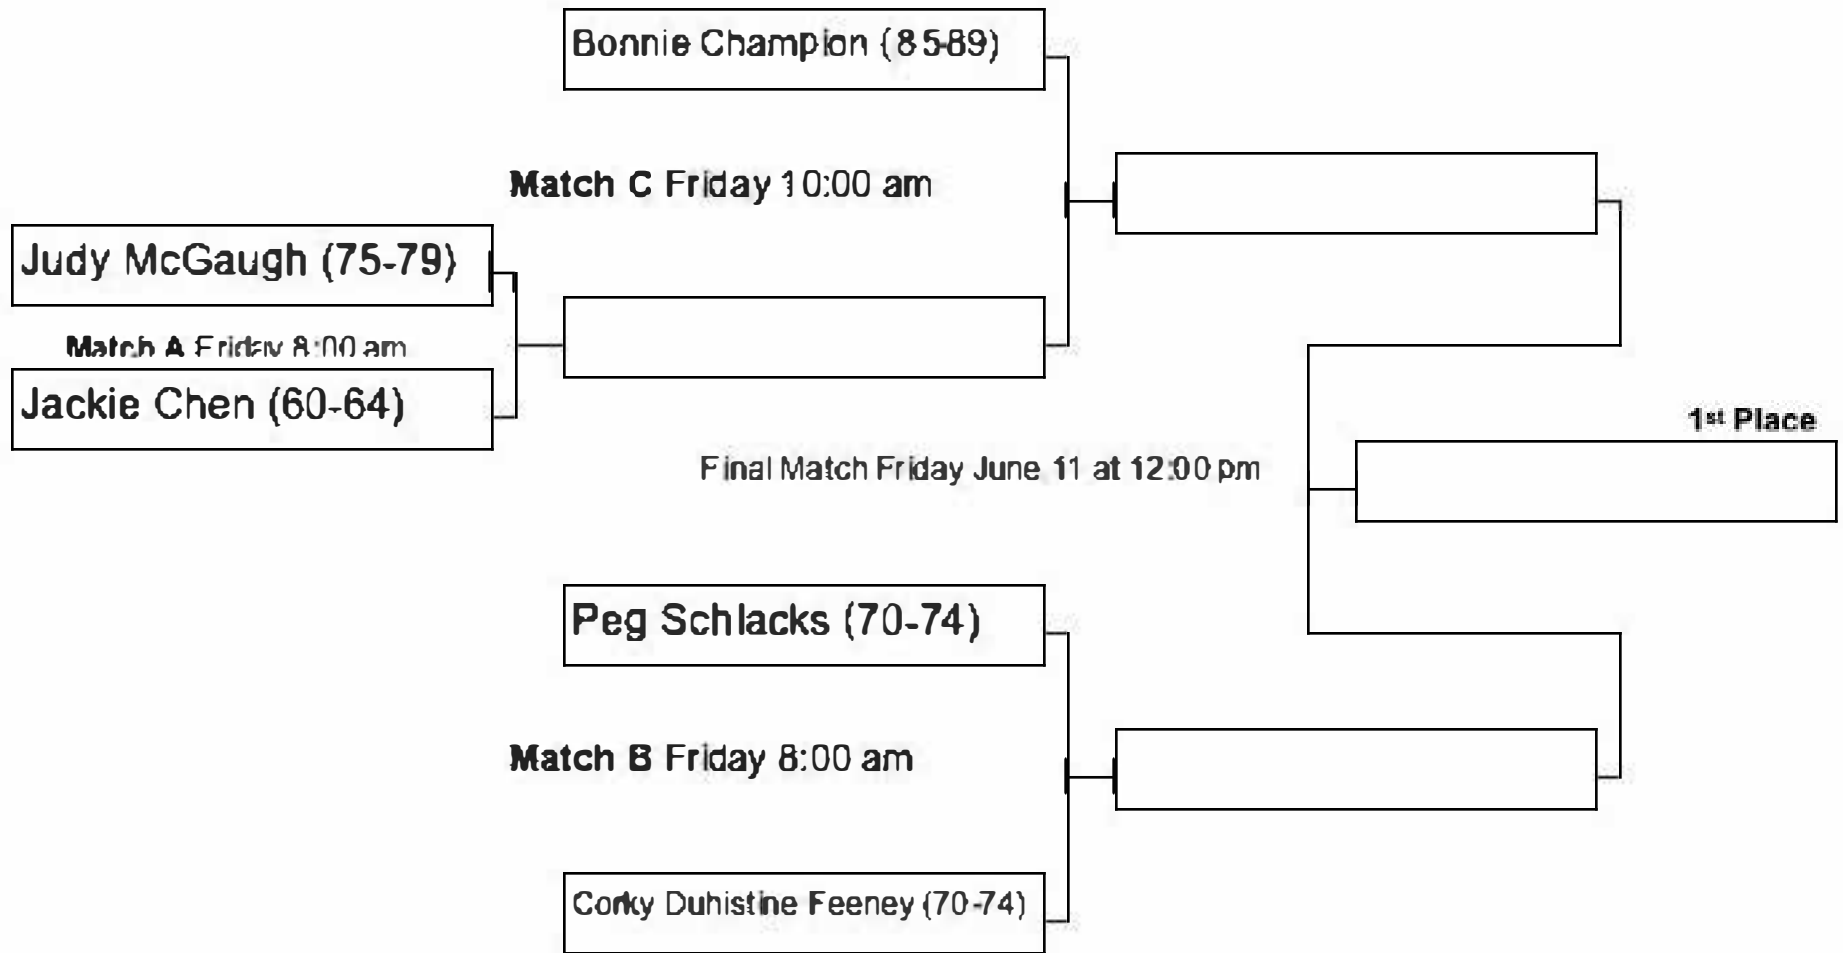 Bonnie Champion (85-89)
Match C Friday 10:00 am
Judy McGaugh (75-79)
Match A Friday 8:00 am
Jackie Chen (60-64)
1st Place
Final Match Friday June 11 at 12:00 pm
Peg Schlacks (70-74)
Match B Friday 8:00 am
Corky Duhistine Feeney (70-74)